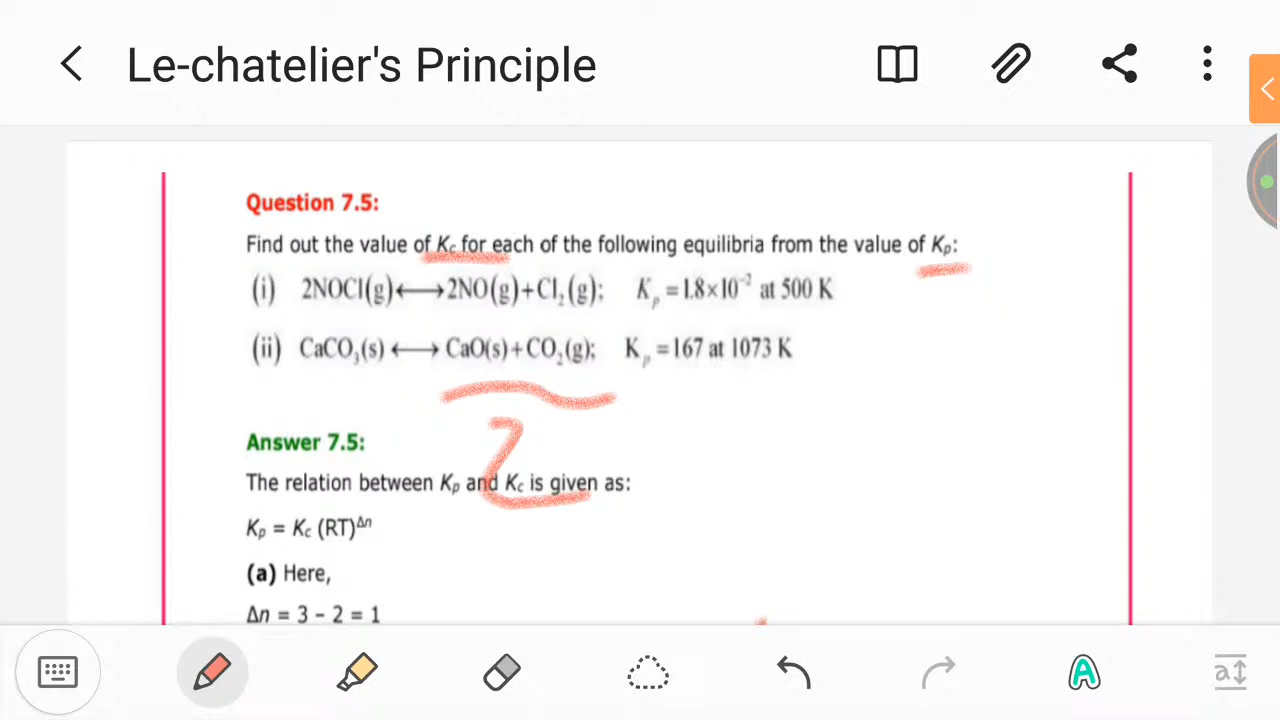 Le-chatelier's Principle
Question 7.5:
Find out the value of Kc for each of the following equilibria from the value of Kp:
(i) 2NOCl(g)⟷2NO(g)+Cl₂(g); Kₚ=1.8×10⁻² at 500 K
(ii) CaCO₃(s)⟷ CaO(s)+CO₂(g); Kₚ=167 at 1073 K
2
Answer 7.5:
The relation between Kp and Kc is given as:
Kp = Kc (RT)^Δn
(a) Here,
Δn = 3 – 2 = 1
A
a